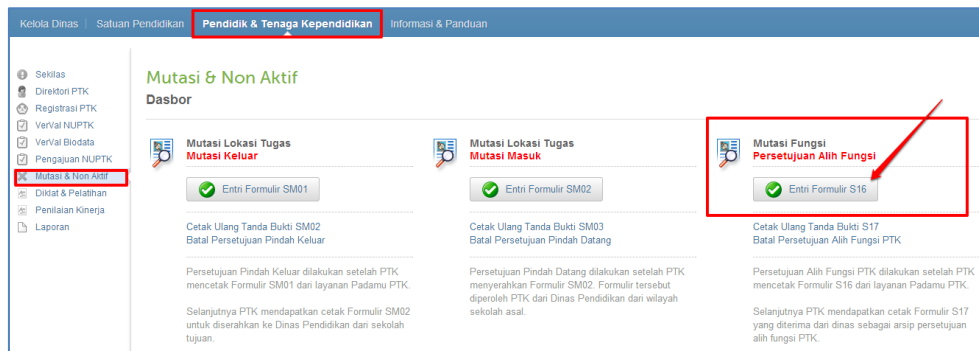 Kelola Dinas | Satuan Pendidikan Pendidik & Tenaga Kependidikan Informasi & Panduan
Sekilas
Direktori PTK
Registrasi PTK
VerVal NUPTK
VerVal Biodata
Pengajuan NUPTK
Mutasi & Non Aktif
Diklat & Pelatihan
Penilaian Kinerja
Laporan
Mutasi & Non Aktif
Dasbor
Mutasi Lokasi Tugas
Mutasi Keluar
Entri Formulir SM01
Cetak Ulang Tanda Bukti SM02
Batal Persetujuan Pindah Keluar
Persetujuan Pindah Keluar dilakukan setelah PTK
mencetak Formulir SM01 dari layanan Padamu PTK.
Selanjutnya PTK mendapatkan cetak Formulir SM02
untuk diserahkan ke Dinas Pendidikan dari sekolah
tujuan.
Mutasi Lokasi Tugas
Mutasi Masuk
Entri Formulir SM02
Cetak Ulang Tanda Bukti SM03
Batal Persetujuan Pindah Datang
Persetujuan Pindah Datang dilakukan setelah PTK
menyerahkan Formulir SM02. Formulir tersebut
diperoleh PTK dari Dinas Pendidikan dari wilayah
sekolah asal.
Mutasi Fungsi
Persetujuan Alih Fungsi
Entri Formulir S16
Cetak Ulang Tanda Bukti S17
Batal Persetujuan Alih Fungsi PTK
Persetujuan Alih Fungsi PTK dilakukan setelah PTK
mencetak Formulir S16 dari layanan Padamu PTK.
Selanjutnya PTK mendapatkan cetak Formulir S17
yang diterima dari dinas sebagai arsip persetujuan
alih fungsi PTK.